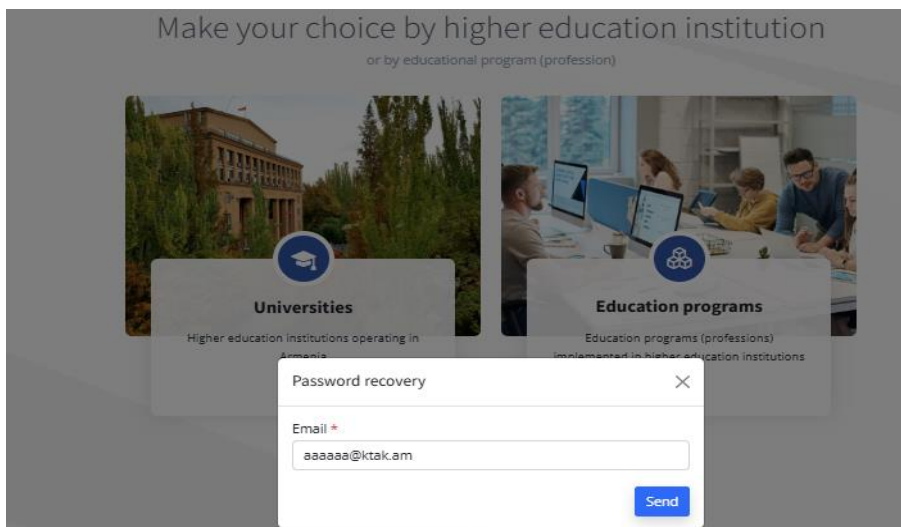 Make your choice by higher education institution
or by educational program (profession)
Universities
Higher education institutions operating in
Armenia
Education programs
Education programs (professions)
implemented in higher education institutions
Password recovery
Email *
aaaaaa@ktak.am
Send